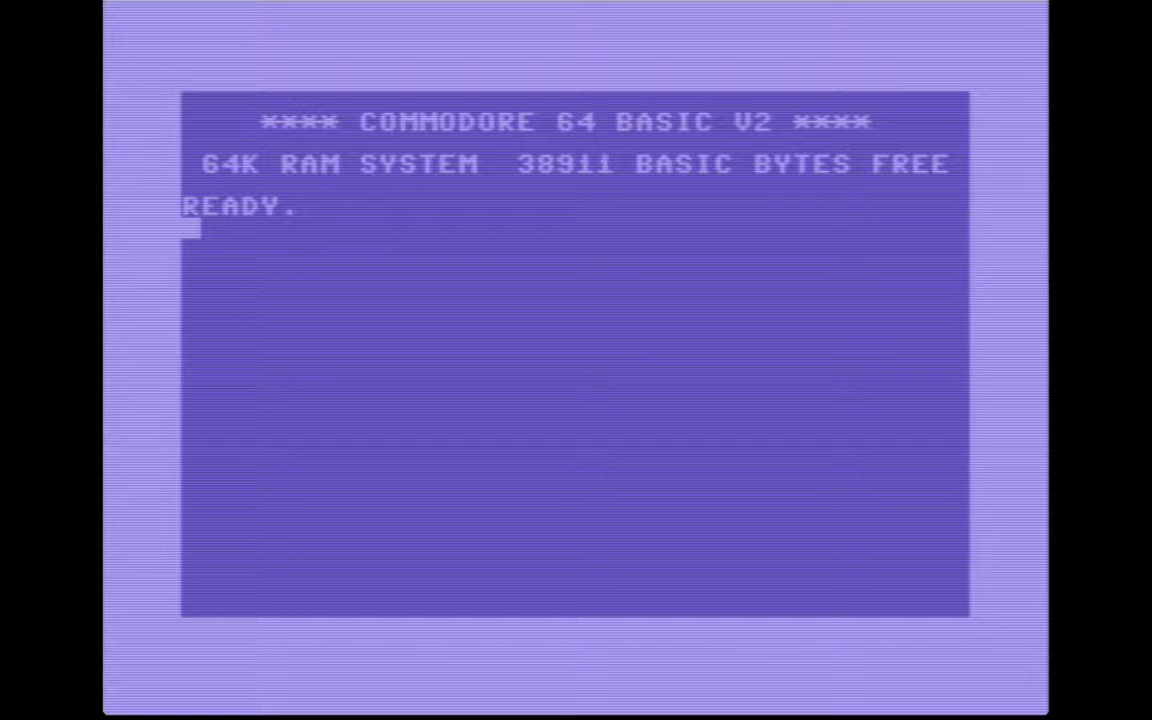 **** COMMODORE 64 BASIC V2 ****
64K RAM SYSTEM  38911 BASIC BYTES FREE
READY.